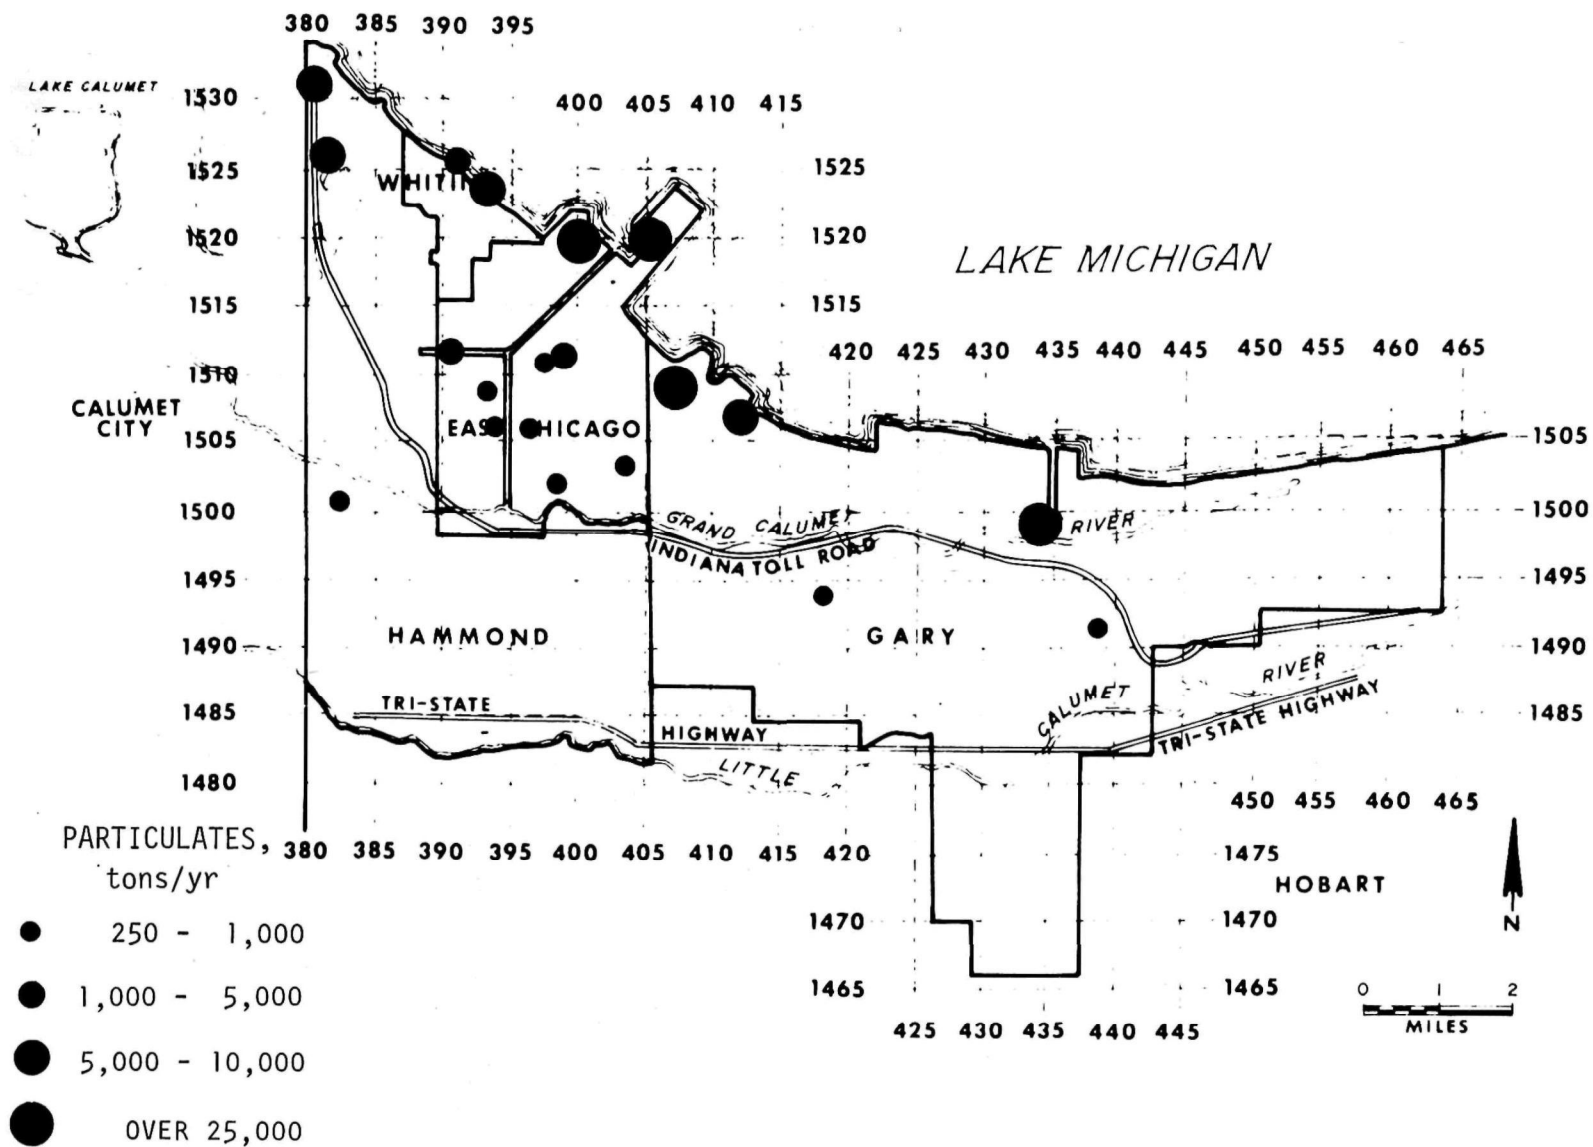 380 385 390 395
LAKE CALUMET
1530
400 405 410 415
1525
1525
WHITI
1520
1520
LAKE MICHIGAN
1515
1515
420 425 430 435 440 445 450 455 460 465
1510
CALUMET
CITY
EAS HICAGO
1505
1505
1500
GRAND CALUMET
RIVER
1500
INDIANA TOLL ROAD
1495
1495
HAMMOND
GARY
1490
1490
RIVER
CALUMET
TRI-STATE
1485
HIGHWAY
TRI-STATE HIGHWAY
1485
LITTLE
1480
450 455 460 465
PARTICULATES,
tons/yr
380 385 390 395 400 405 410 415 420
1475
HOBART
1470
1470
N
250 - 1,000
1465
1465
1,000 - 5,000
0 1 2
MILES
425 430 435 440 445
5,000 - 10,000
OVER 25,000